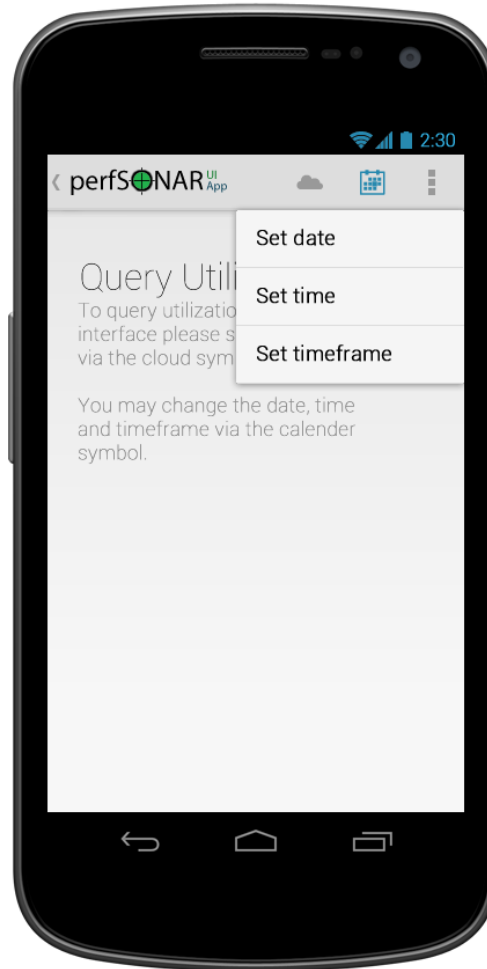 2:30
perfSONAR UI App
Set date
Set time
Set timeframe
Query Utili
To query utilizatio
interface please s
via the cloud sym
You may change the date, time
and timeframe via the calender
symbol.